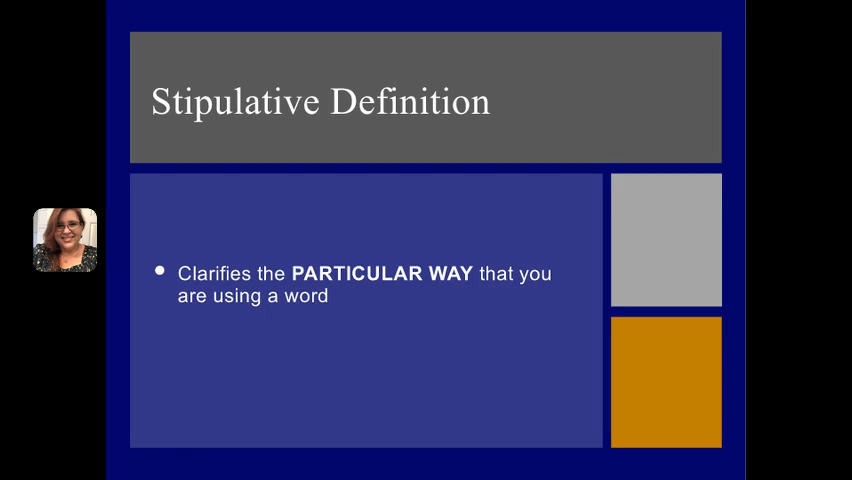 Stipulative Definition
Clarifies the PARTICULAR WAY that you
are using a word